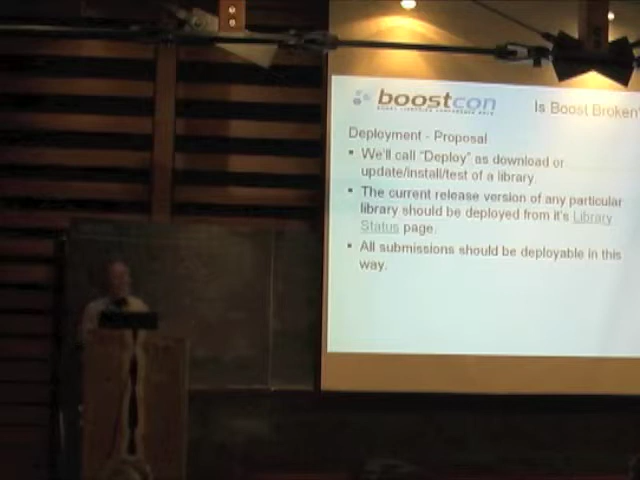 boostcon
Is Boost Broken?
Deployment - Proposal
▪ We'll call "Deploy" as download or
update/install/test of a library.
▪ The current release version of any particular
library should be deployed from it's Library
Status page.
▪ All submissions should be deployable in this
way.